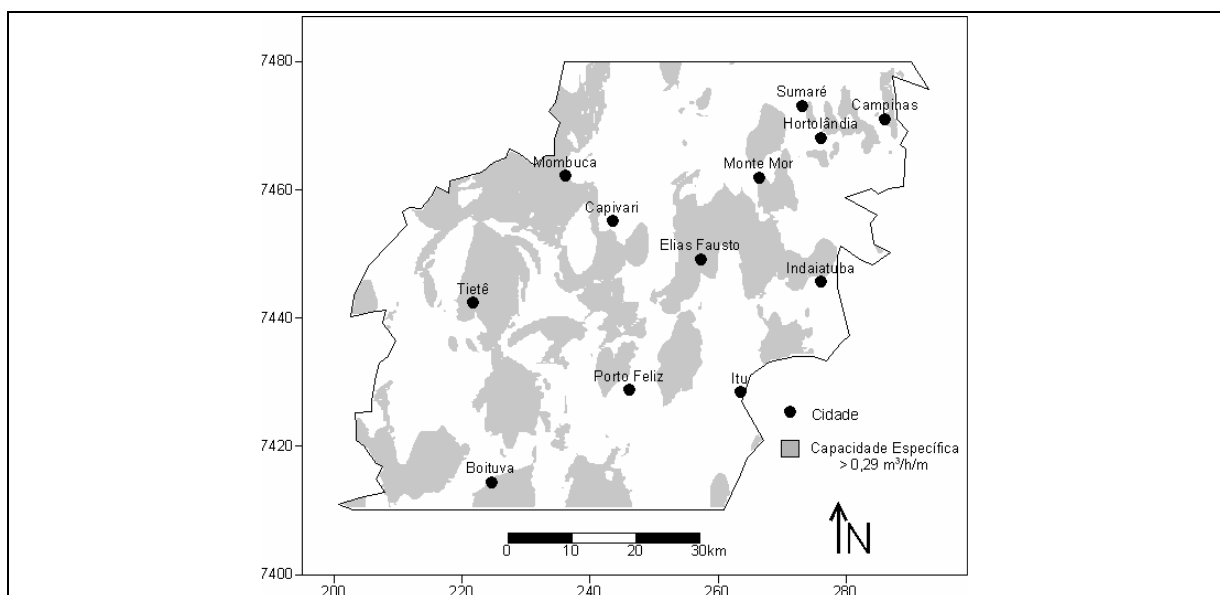 7480
Sumaré
Campinas
Hortolândia
Mombuca
Monte Mor
7460
Capivari
Elias Fausto
Indaiatuba
Tietê
7440
Porto Feliz
Itu
Cidade
7420
Capacidade Específica
> 0,29 m³/h/m
Boituva
N
0 10 20 30km
7400
200 220 240 260 280